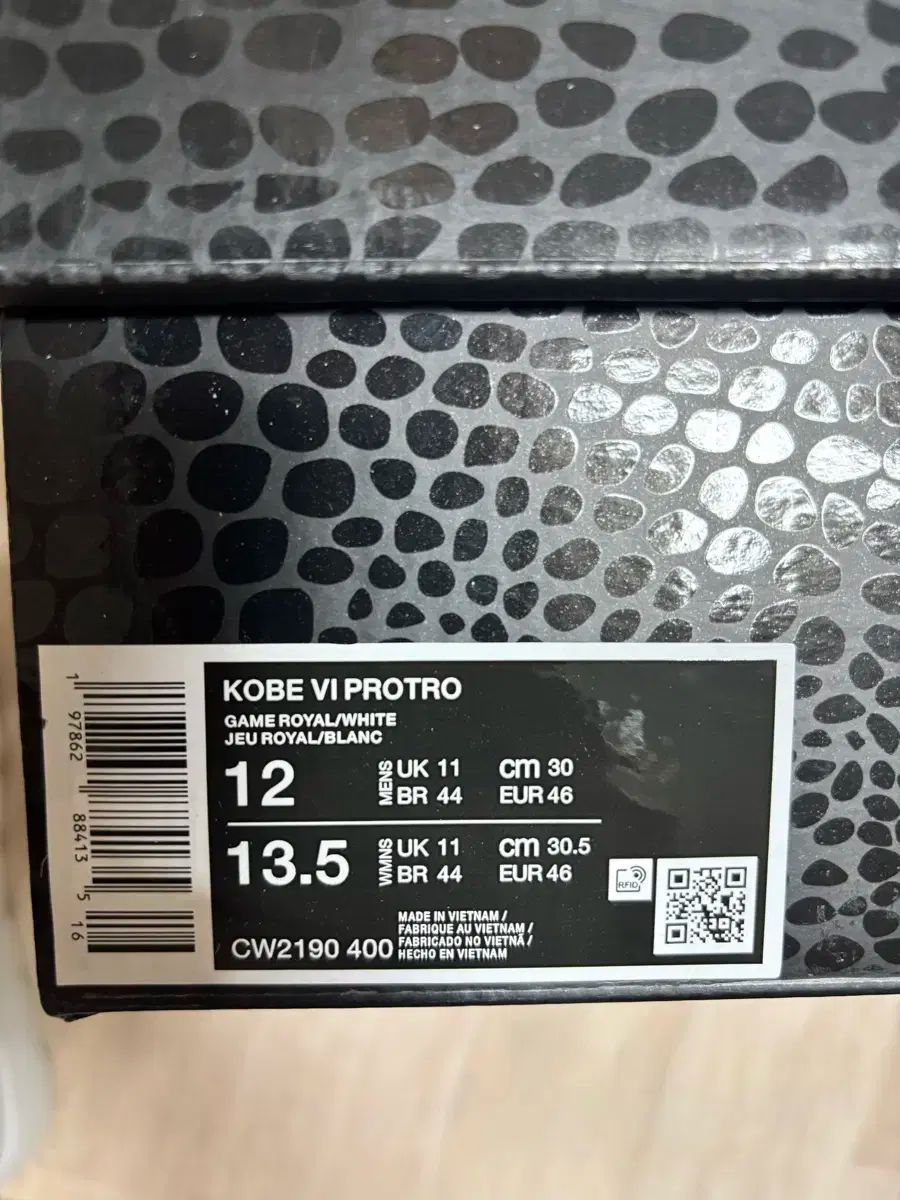 KOBE VI PROTRO
GAME ROYAL/WHITE
JEU ROYAL/BLANC
12
MENS
UK 11
cm 30
BR 44
EUR 46
13.5
WMNS
UK 11
cm 30.5
BR 44
EUR 46
RFID
CW2190 400
MADE IN VIETNAM /
FABRIQUE AU VIETNAM /
FABRICADO NO VIETNÃ /
HECHO EN VIETNAM
1 97862 88413 5 16